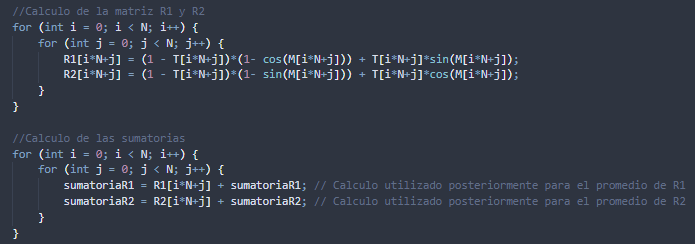 //Calculo de la matriz R1 y R2
for (int i = 0; i < N; i++) {
    for (int j = 0; j < N; j++) {
        R1[i*N+j] = (1 - T[i*N+j])*(1- cos(M[i*N+j])) + T[i*N+j]*sin(M[i*N+j]);
        R2[i*N+j] = (1 - T[i*N+j])*(1- sin(M[i*N+j])) + T[i*N+j]*cos(M[i*N+j]);
    }
}

//Calculo de las sumatorias
for (int i = 0; i < N; i++) {
    for (int j = 0; j < N; j++) {
        sumatoriaR1 = R1[i*N+j] + sumatoriaR1; // Calculo utilizado posteriormente para el promedio de R1
        sumatoriaR2 = R2[i*N+j] + sumatoriaR2; // Calculo utilizado posteriormente para el promedio de R2
    }
}